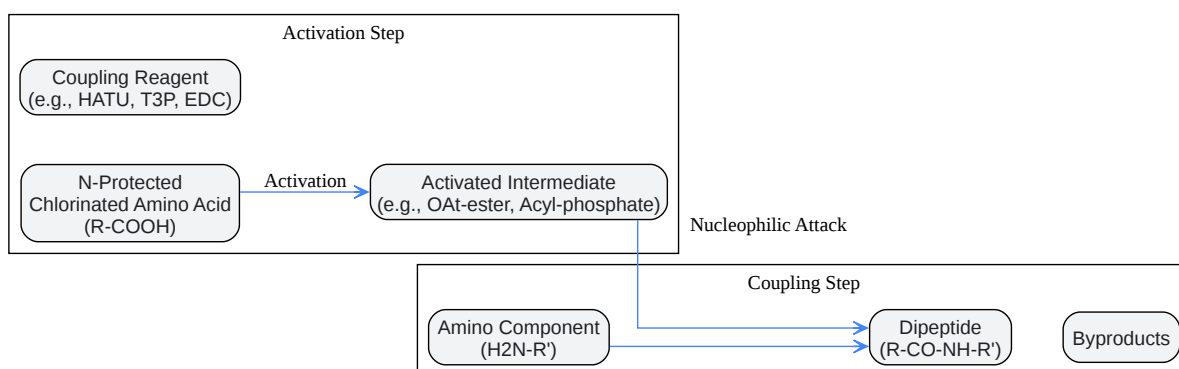 Activation Step
Coupling Reagent
(e.g., HATU, T3P, EDC)
N-Protected
Chlorinated Amino Acid
(R-COOH)
Activation
Activated Intermediate
(e.g., OAt-ester, Acyl-phosphate)
Nucleophilic Attack
Coupling Step
Amino Component
(H2N-R')
Dipeptide
(R-CO-NH-R')
Byproducts